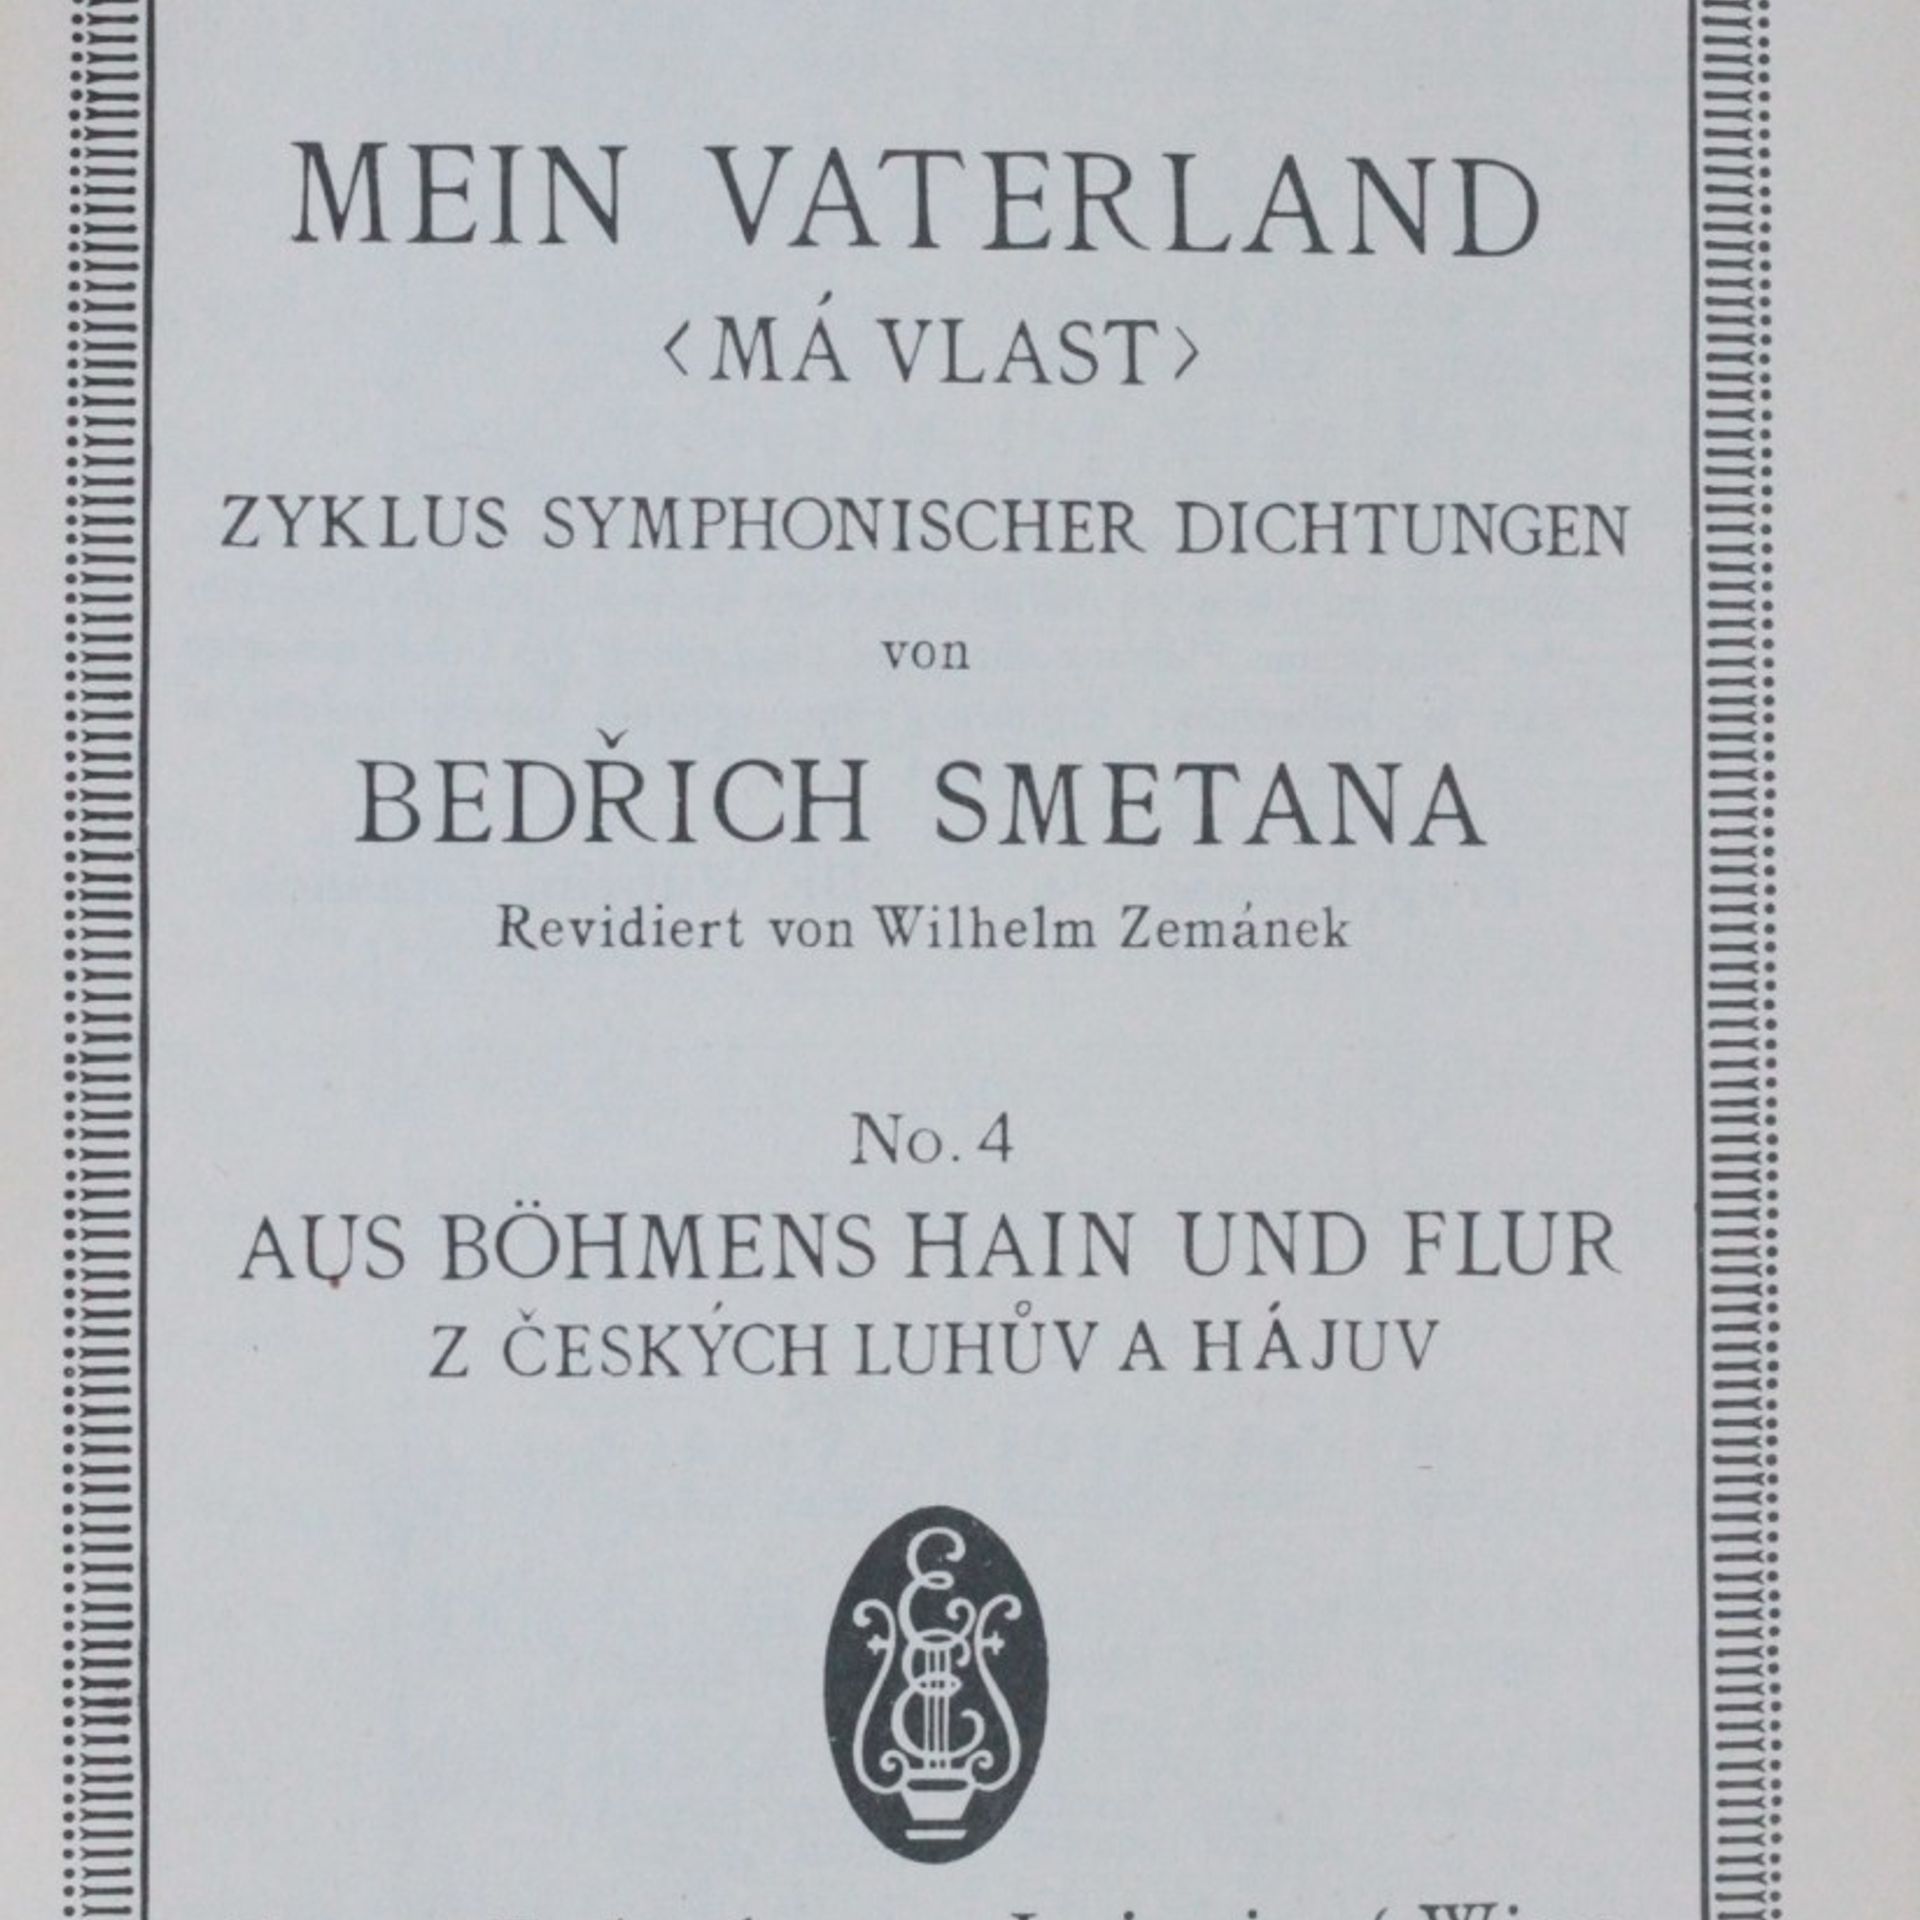 MEIN VATERLAND
<MÁ VLAST>
ZYKLUS SYMPHONISCHER DICHTUNGEN
von
BEDŘICH SMETANA
Revidiert von Wilhelm Zemánek
No. 4
AUS BÖHMENS HAIN UND FLUR
Z ČESKÝCH LUHŮV A HÁJUV